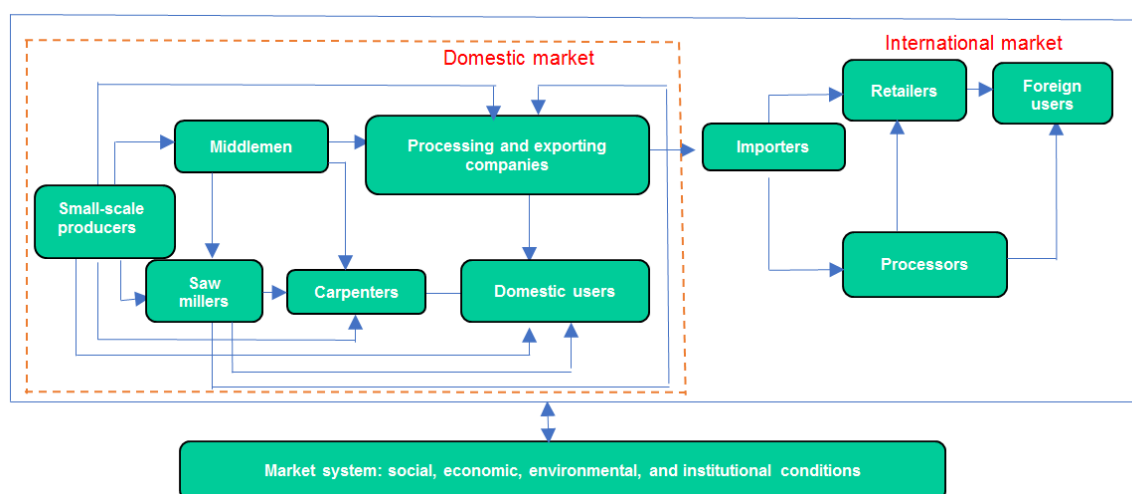 International market
Domestic market
Retailers
Foreign
users
Middlemen
Processing and exporting
companies
Importers
Small-scale
producers
Saw
millers
Carpenters
Domestic users
Processors
Market system: social, economic, environmental, and institutional conditions